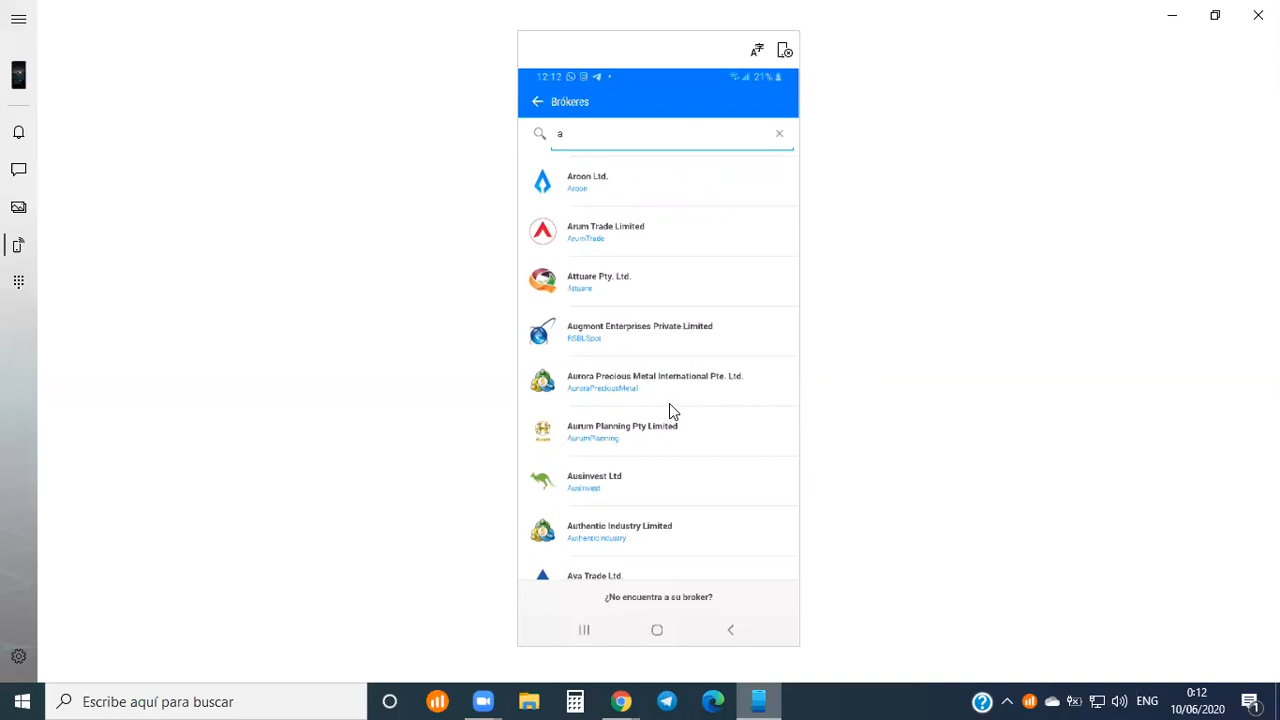 12:12
21%
Brókeres
a
Aroon Ltd.
Aroon
Arum Trade Limited
ArumTrade
Attuare Pty. Ltd.
Attuare
Augmont Enterprises Private Limited
RSBLSpot
Aurora Precious Metal International Pte. Ltd.
AuroraPreciousMetal
Aurum Planning Pty Limited
AurumPlanning
Ausinvest Ltd
Ausinvest
Authentic Industry Limited
AuthenticIndustry
Ava Trade Ltd.
¿No encuentra a su broker?
Escribe aquí para buscar
ENG
0:12
10/06/2020
1